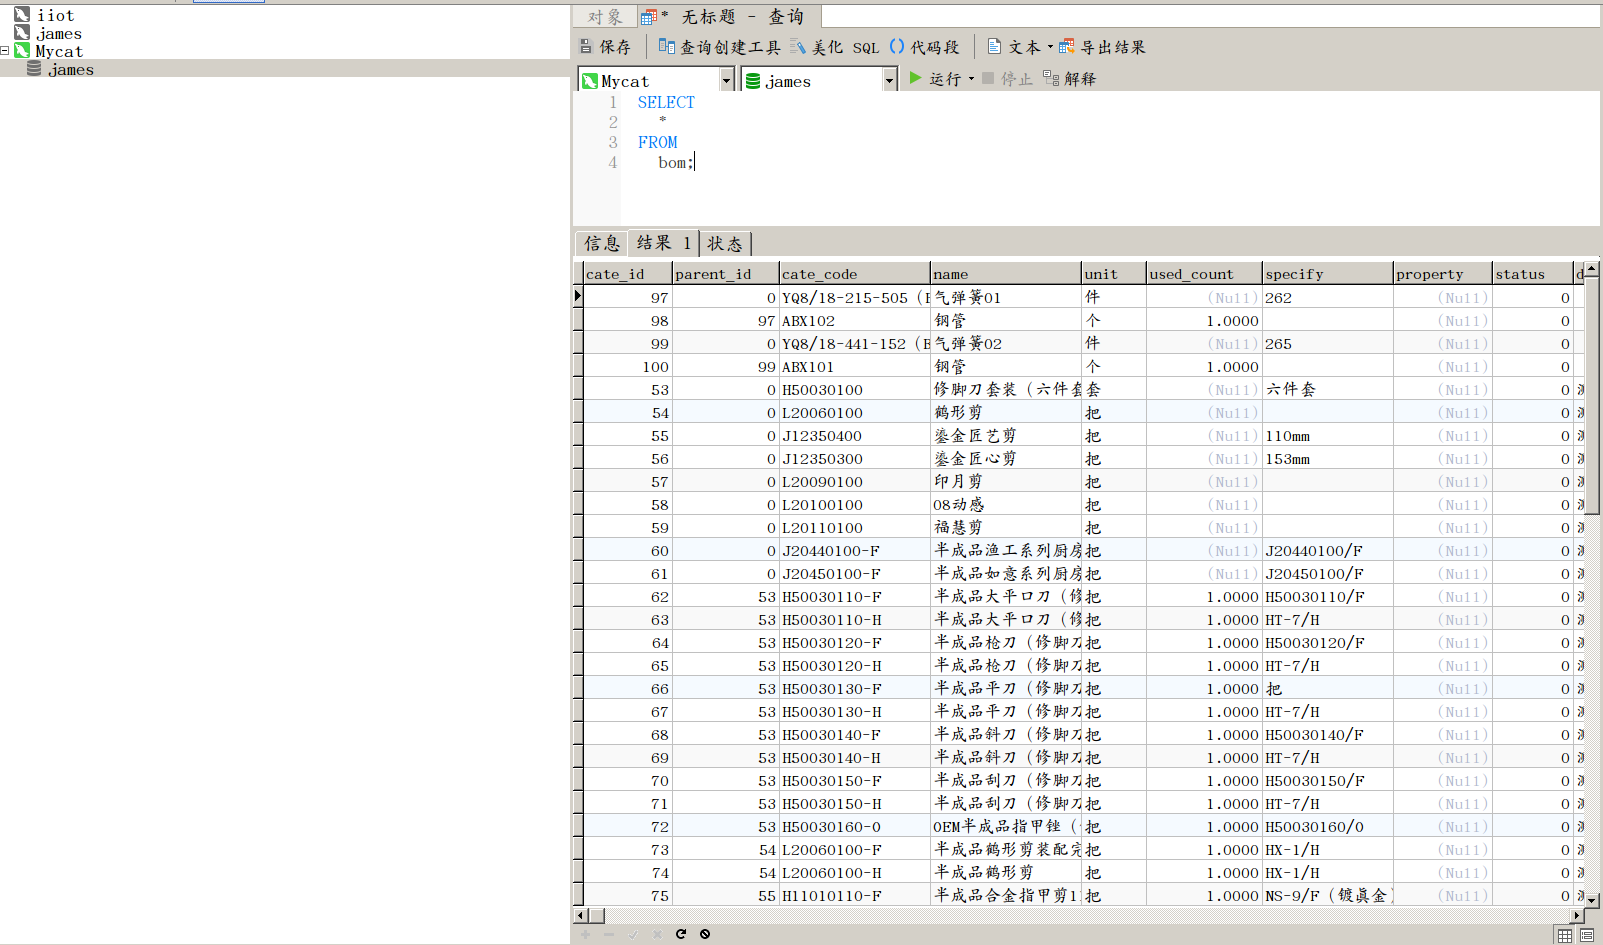 iiot
james
Mycat
james
对象
* 无标题 - 查询
保存 查询创建工具 美化 SQL 代码段 文本 导出结果
Mycat james 运行 停止 解释
1 SELECT
2 *
3 FROM
4 bom;
信息 结果 1 状态
cate_id parent_id cate_code name unit used_count specify property status d
97 0 YQ8/18-215-505 (B 气弹簧01 件 (Null) 262 (Null) 0
98 97 ABX102 钢管 个 1.0000 (Null) 0
99 0 YQ8/18-441-152 (B 气弹簧02 件 (Null) 265 (Null) 0
100 99 ABX101 钢管 个 1.0000 (Null) 0
53 0 H50030100 修脚刀套装（六件套 套 (Null) 六件套 (Null) 0
54 0 L20060100 鹤形剪 把 (Null) (Null) 0
55 0 J12350400 鎏金匠艺剪 把 (Null) 110mm (Null) 0
56 0 J12350300 鎏金匠心剪 把 (Null) 153mm (Null) 0
57 0 L20090100 印月剪 把 (Null) (Null) 0
58 0 L20100100 08动感 把 (Null) (Null) 0
59 0 L20110100 福慧剪 把 (Null) (Null) 0
60 0 J20440100-F 半成品渔工系列厨房 把 (Null) J20440100/F (Null) 0
61 0 J20450100-F 半成品如意系列厨房 把 (Null) J20450100/F (Null) 0
62 53 H50030110-F 半成品大平口刀（修 把 1.0000 H50030110/F (Null) 0
63 53 H50030110-H 半成品大平口刀（修 把 1.0000 HT-7/H (Null) 0
64 53 H50030120-F 半成品枪刀（修脚刀 把 1.0000 H50030120/F (Null) 0
65 53 H50030120-H 半成品枪刀（修脚刀 把 1.0000 HT-7/H (Null) 0
66 53 H50030130-F 半成品平刀（修脚刀 把 1.0000 把 (Null) 0
67 53 H50030130-H 半成品平刀（修脚刀 把 1.0000 HT-7/H (Null) 0
68 53 H50030140-F 半成品斜刀（修脚刀 把 1.0000 H50030140/F (Null) 0
69 53 H50030140-H 半成品斜刀（修脚刀 把 1.0000 HT-7/H (Null) 0
70 53 H50030150-F 半成品刮刀（修脚刀 把 1.0000 H50030150/F (Null) 0
71 53 H50030150-H 半成品刮刀（修脚刀 把 1.0000 HT-7/H (Null) 0
72 53 H50030160-0 OEM半成品指甲锉（ 把 1.0000 H50030160/0 (Null) 0
73 54 L20060100-F 半成品鹤形剪装配完 把 1.0000 HX-1/H (Null) 0
74 54 L20060100-H 半成品鹤形剪 把 1.0000 HX-1/H (Null) 0
75 55 H11010110-F 半成品合金指甲剪1 把 1.0000 NS-9/F（镀真金） (Null) 0